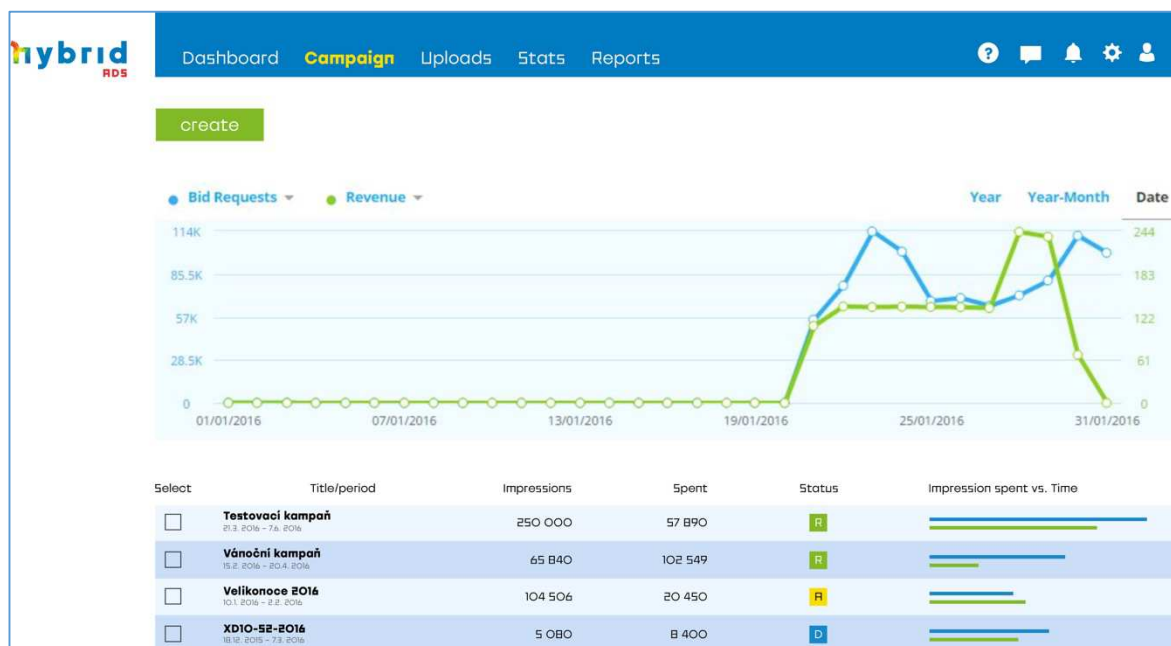 hybrid
ADS
Dashboard Campaign Uploads Stats Reports
?
create
Bid Requests Revenue Year Year-Month Date
114K 244
85.5K 183
57K 122
28.5K 61
0 0
01/01/2016 07/01/2016 13/01/2016 19/01/2016 25/01/2016 31/01/2016
Select Title/period Impressions Spent Status Impression spent vs. Time
Testovací kampaň 250 000 57 890 R
21.3. 2016 – 7.6. 2016
Vánoční kampaň 65 840 102 549 R
15.2. 2016 – 20.4. 2016
Velikonoce 2016 104 506 20 450 A
10.1. 2016 – 2.2. 2016
XD10-52-2016 5 080 8 400 D
18.12. 2015 – 7.3. 2016